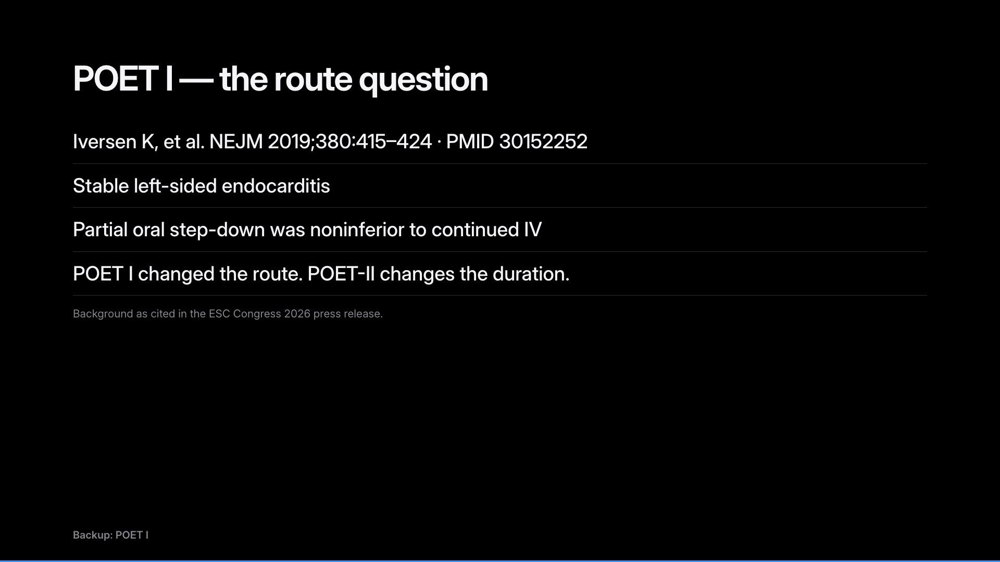 POET I — the route question
Iversen K, et al. NEJM 2019;380:415–424 · PMID 30152252
Stable left-sided endocarditis
Partial oral step-down was noninferior to continued IV
POET I changed the route. POET-II changes the duration.
Background as cited in the ESC Congress 2026 press release.
Backup: POET I